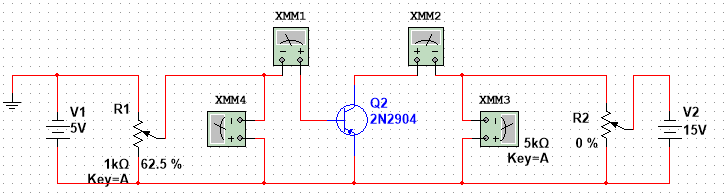 XMM1
XMM2
V1
5V
R1
1kΩ
Key=A
62.5 %
XMM4
Q2
2N2904
XMM3
5kΩ
Key=A
R2
0 %
V2
15V